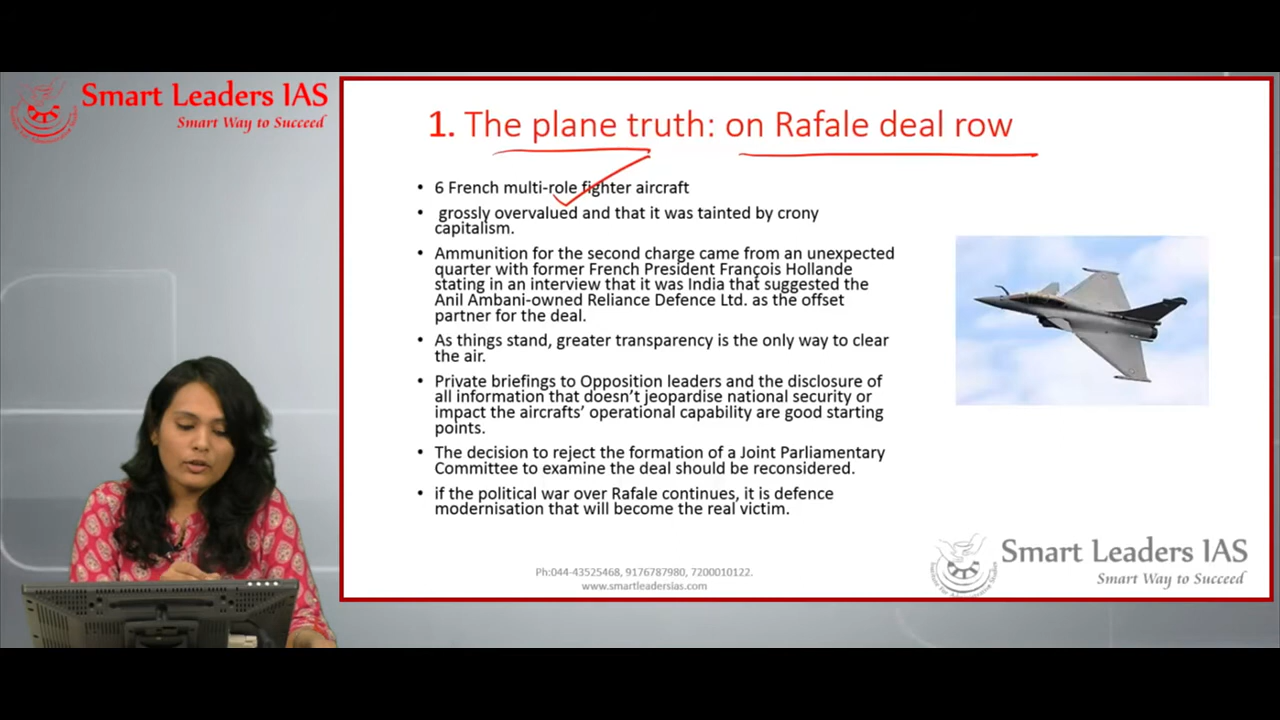 Smart Leaders IAS
Smart Way to Succeed
1. The plane truth: on Rafale deal row
• 6 French multi-role fighter aircraft
• grossly overvalued and that it was tainted by crony
capitalism.
• Ammunition for the second charge came from an unexpected
quarter with former French President François Hollande
stating in an interview that it was India that suggested the
Anil Ambani-owned Reliance Defence Ltd. as the offset
partner for the deal.
• As things stand, greater transparency is the only way to clear
the air.
• Private briefings to Opposition leaders and the disclosure of
all information that doesn’t jeopardise national security or
impact the aircrafts’ operational capability are good starting
points.
• The decision to reject the formation of a Joint Parliamentary
Committee to examine the deal should be reconsidered.
• if the political war over Rafale continues, it is defence
modernisation that will become the real victim.
Ph:044-43525468, 9176787980, 7200010122.
www.smartleadersias.com
Smart Leaders IAS
Smart Way to Succeed